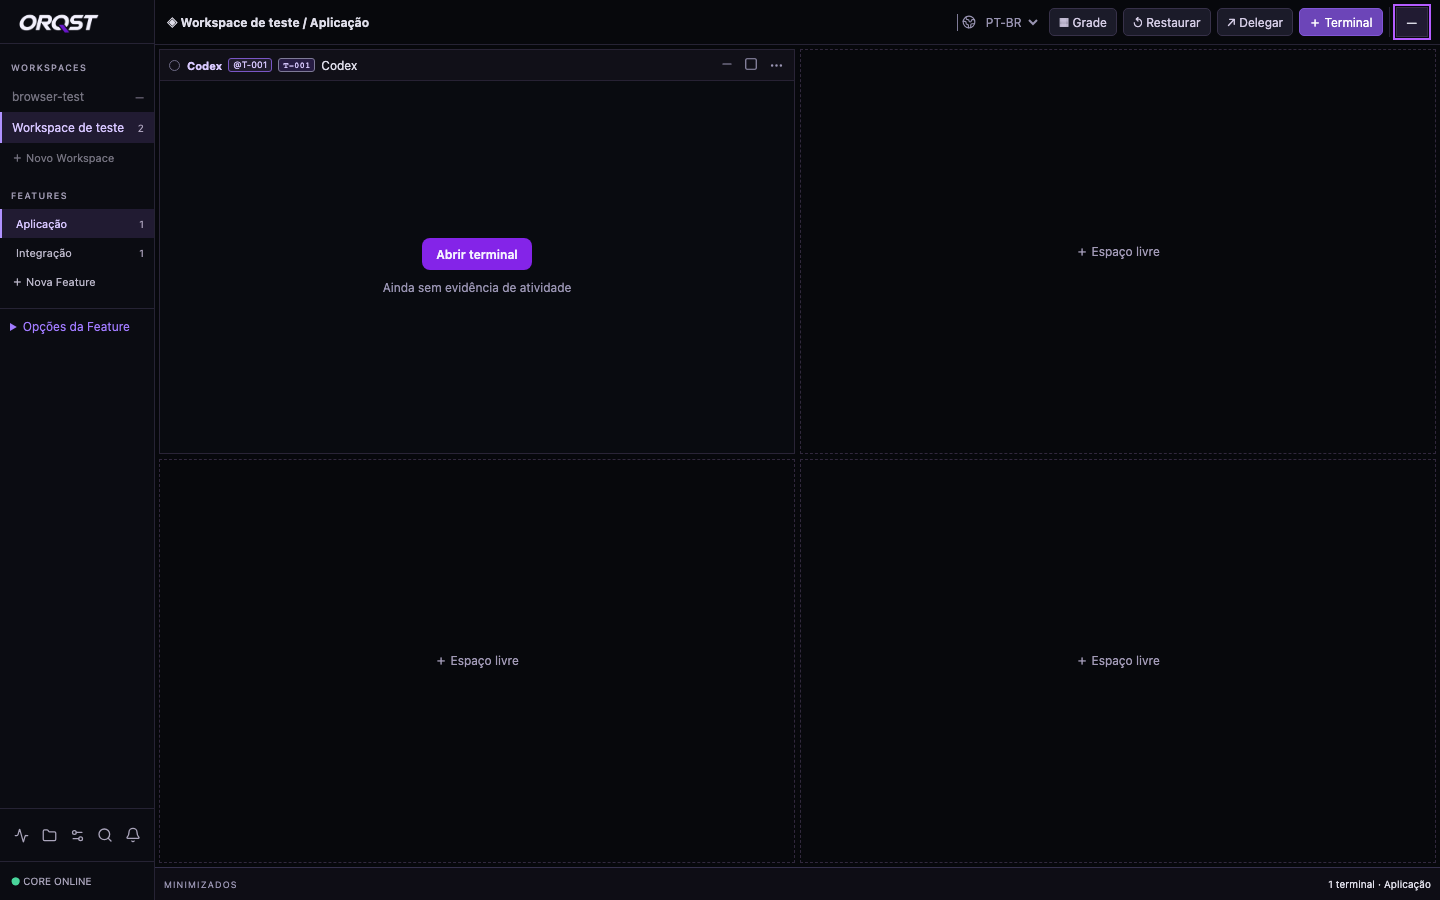 ORQST
◈ Workspace de teste / Aplicação
PT-BR
Grade
Restaurar
Delegar
+ Terminal
WORKSPACES
browser-test
Workspace de teste 2
+ Novo Workspace
FEATURES
Aplicação 1
Integração 1
+ Nova Feature
Opções da Feature
Codex @T-001 T-001 Codex
Abrir terminal
Ainda sem evidência de atividade
+ Espaço livre
+ Espaço livre
+ Espaço livre
CORE ONLINE
MINIMIZADOS
1 terminal · Aplicação